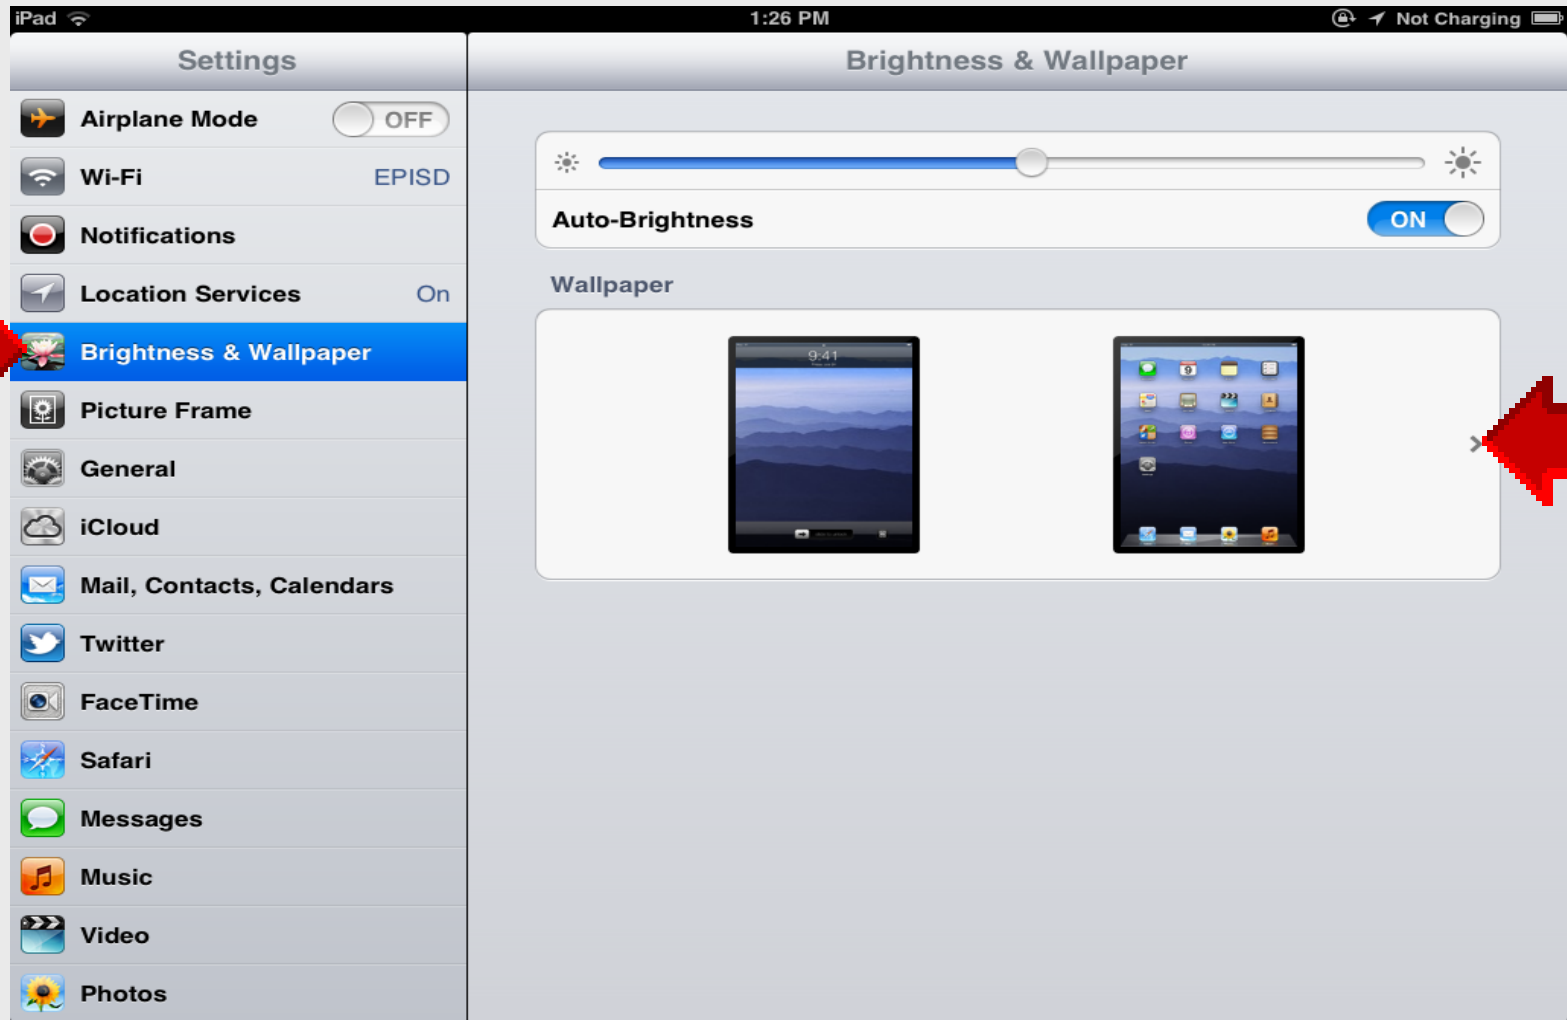 iPad
1:26 PM
Not Charging
Settings
Brightness & Wallpaper
Airplane Mode OFF
Wi-Fi EPISD
Notifications
Location Services On
Brightness & Wallpaper
Picture Frame
General
iCloud
Mail, Contacts, Calendars
Twitter
FaceTime
Safari
Messages
Music
Video
Photos
Auto-Brightness ON
Wallpaper
9:41
9